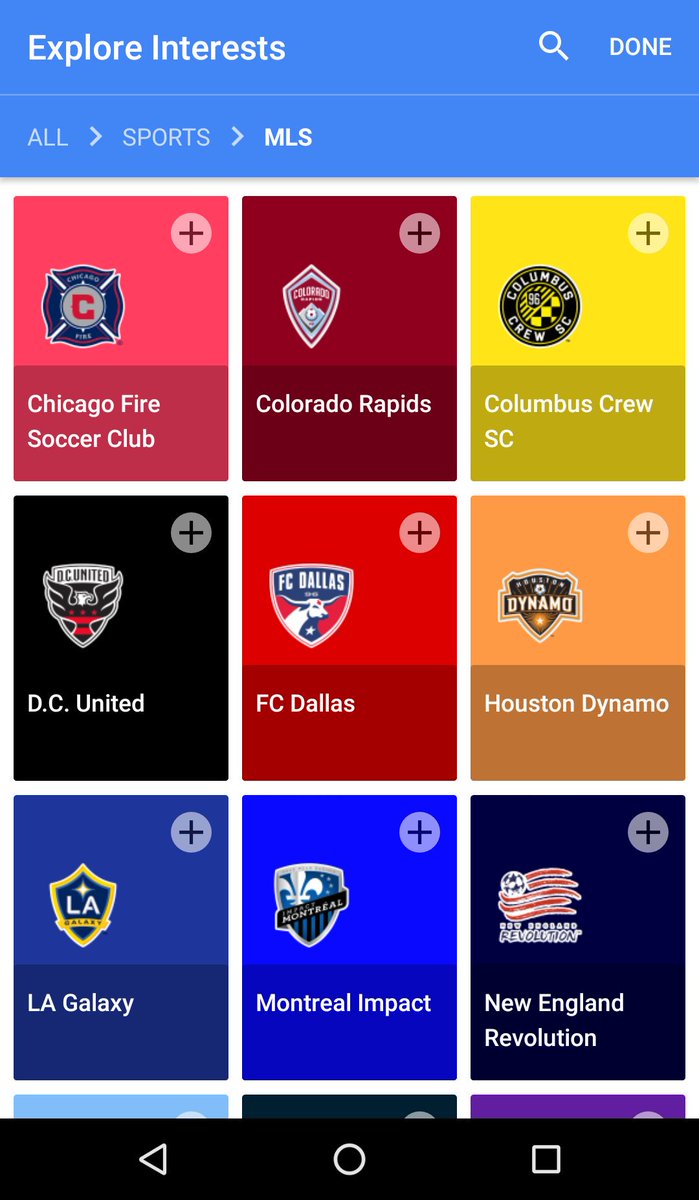 Explore Interests
DONE
ALL
SPORTS
MLS
CHICAGO
C
FIRE
Chicago Fire
Soccer Club
COLORADO
RAPIDS
Colorado Rapids
COLUMBUS
96
CREW SC
Columbus Crew
SC
D.C.UNITED
D.C. United
FC DALLAS
96
FC Dallas
HOUSTON
DYNAMO
Houston Dynamo
LA
GALAXY
LA Galaxy
IMPACT
MONTRÉAL
Montreal Impact
NEW ENGLAND
REVOLUTION
New England
Revolution